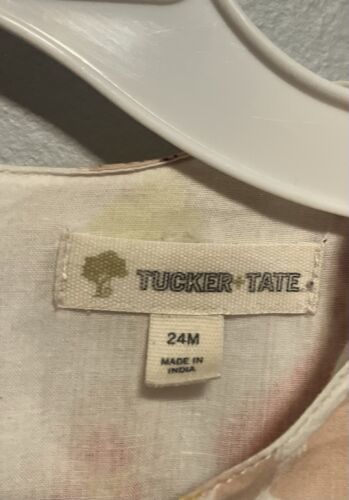 TUCKER+TATE
24M
MADE IN
INDIA